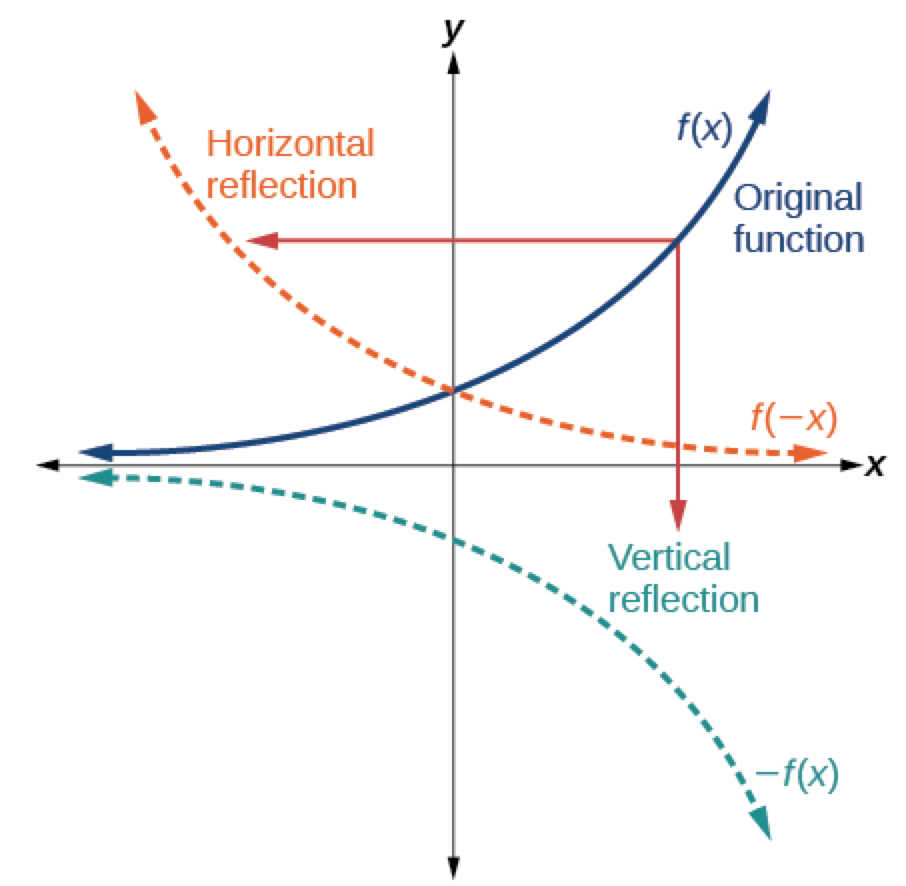 y
f(x)
Horizontal
reflection
Original
function
f(−x)
x
Vertical
reflection
−f(x)